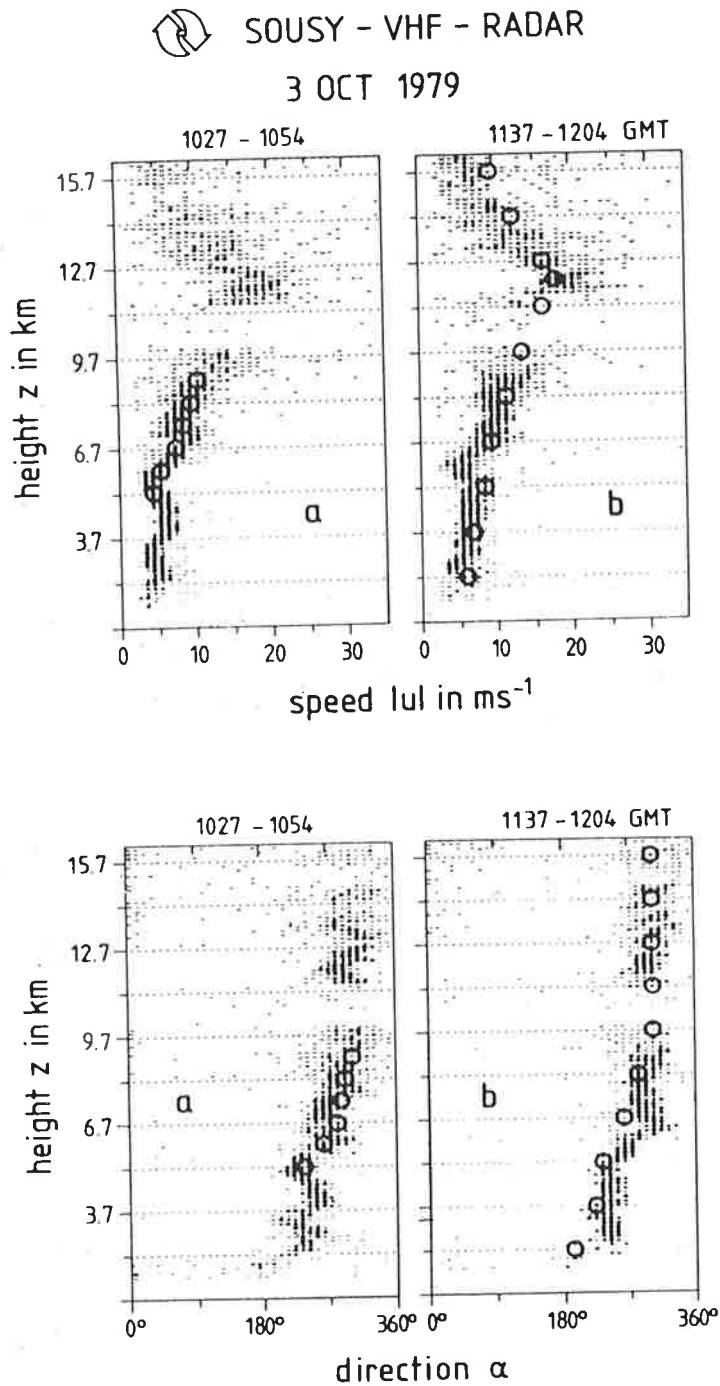 SOUSY - VHF - RADAR
3 OCT 1979
1027 - 1054
1137 - 1204 GMT
height z in km
15.7
12.7
9.7
6.7
3.7
a
b
0 10 20 30
0 10 20 30
speed |u| in ms⁻¹
1027 - 1054
1137 - 1204 GMT
height z in km
15.7
12.7
9.7
6.7
3.7
a
b
0° 180° 360°
0° 180° 360°
direction α